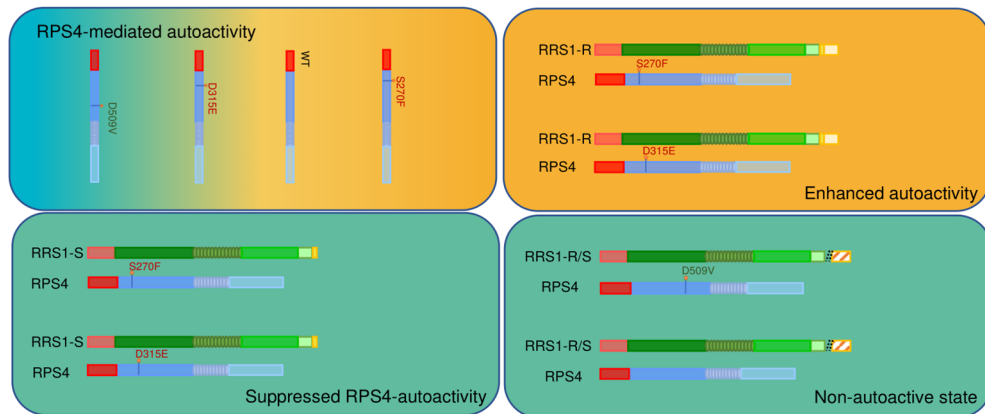 RPS4-mediated autoactivity
D509V
D315E
WT
S270F
RRS1-R
S270F
RPS4
RRS1-R
D315E
RPS4
Enhanced autoactivity
RRS1-S
S270F
RPS4
RRS1-S
D315E
RPS4
Suppressed RPS4-autoactivity
RRS1-R/S
D509V
RPS4
RRS1-R/S
RPS4
Non-autoactive state